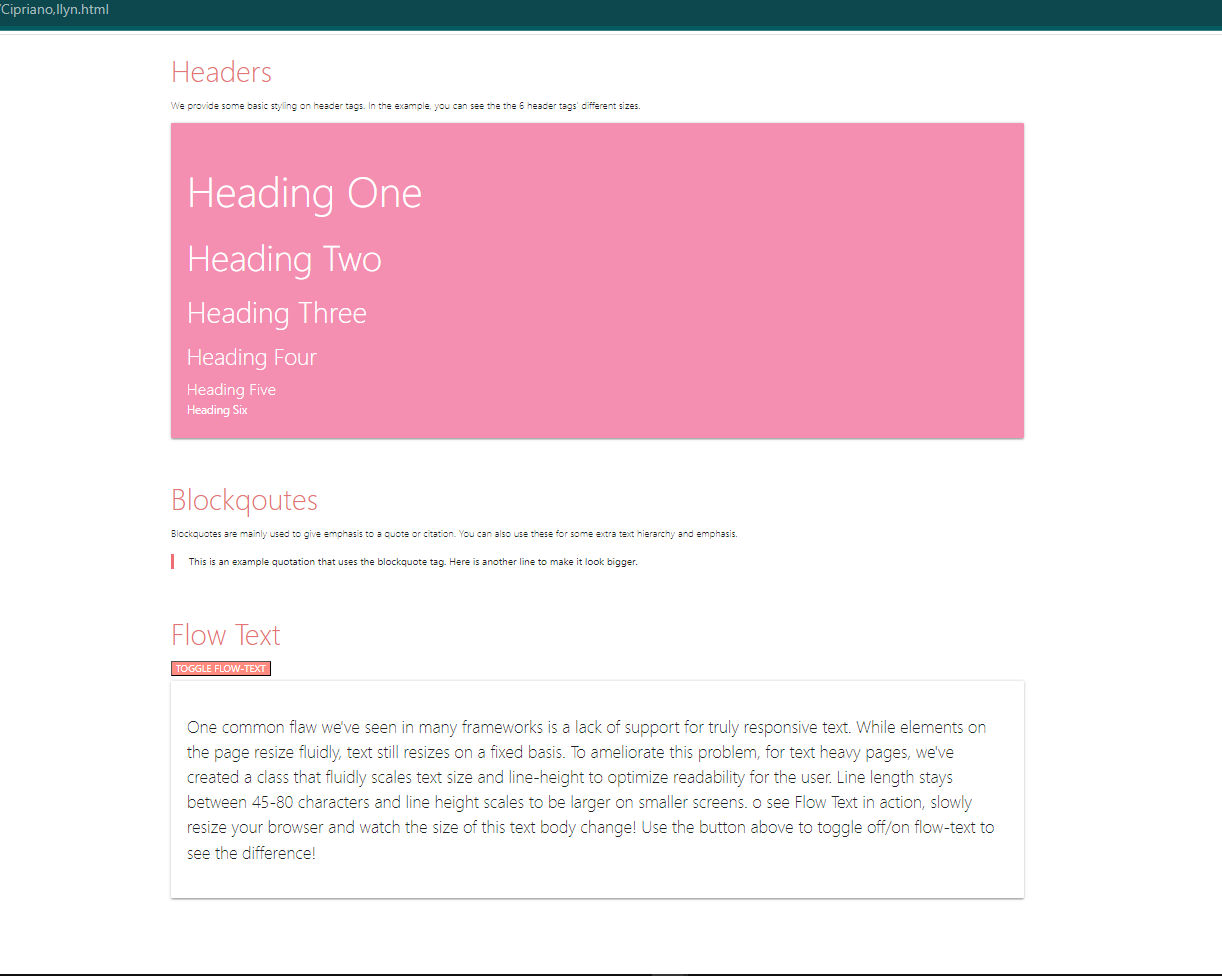 /Cipriano,Ilyn.html
Headers
We provide some basic styling on header tags. In the example, you can see the the 6 header tags' different sizes.
Heading One
Heading Two
Heading Three
Heading Four
Heading Five
Heading Six
Blockqoutes
Blockquotes are mainly used to give emphasis to a quote or citation. You can also use these for some extra text hierarchy and emphasis.
This is an example quotation that uses the blockquote tag. Here is another line to make it look bigger.
Flow Text
TOGGLE FLOW-TEXT
One common flaw we've seen in many frameworks is a lack of support for truly responsive text. While elements on
the page resize fluidly, text still resizes on a fixed basis. To ameliorate this problem, for text heavy pages, we've
created a class that fluidly scales text size and line-height to optimize readability for the user. Line length stays
between 45-80 characters and line height scales to be larger on smaller screens. o see Flow Text in action, slowly
resize your browser and watch the size of this text body change! Use the button above to toggle off/on flow-text to
see the difference!